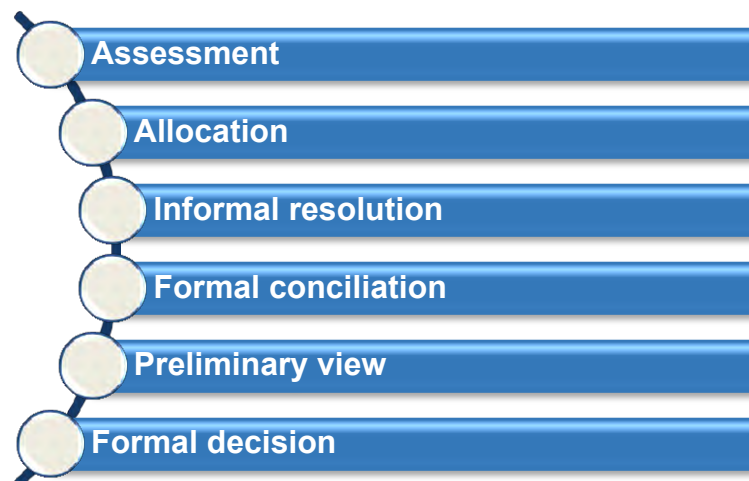 Assessment
Allocation
Informal resolution
Formal conciliation
Preliminary view
Formal decision